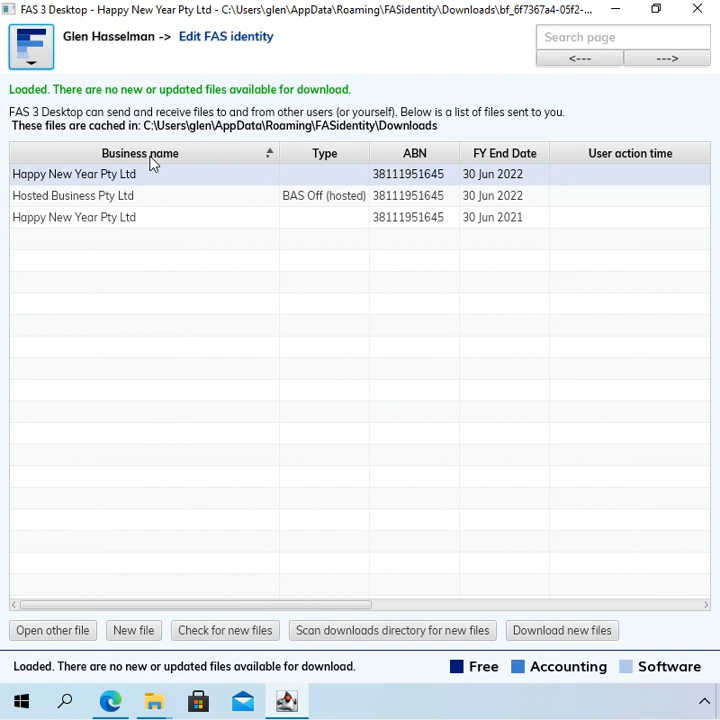 FAS 3 Desktop - Happy New Year Pty Ltd - C:\Users\glen\AppData\Roaming\FASidentity\Downloads\bf_6f7367a4-05f2-...
Glen Hasselman -> Edit FAS identity
Search page
<--- --->
Loaded. There are no new or updated files available for download.
FAS 3 Desktop can send and receive files to and from other users (or yourself). Below is a list of files sent to you.
These files are cached in: C:\Users\glen\AppData\Roaming\FASidentity\Downloads
Business name Type ABN FY End Date User action time
Happy New Year Pty Ltd 38111951645 30 Jun 2022
Hosted Business Pty Ltd BAS Off (hosted) 38111951645 30 Jun 2022
Happy New Year Pty Ltd 38111951645 30 Jun 2021
Open other file New file Check for new files Scan downloads directory for new files Download new files
Loaded. There are no new or updated files available for download. Free Accounting Software